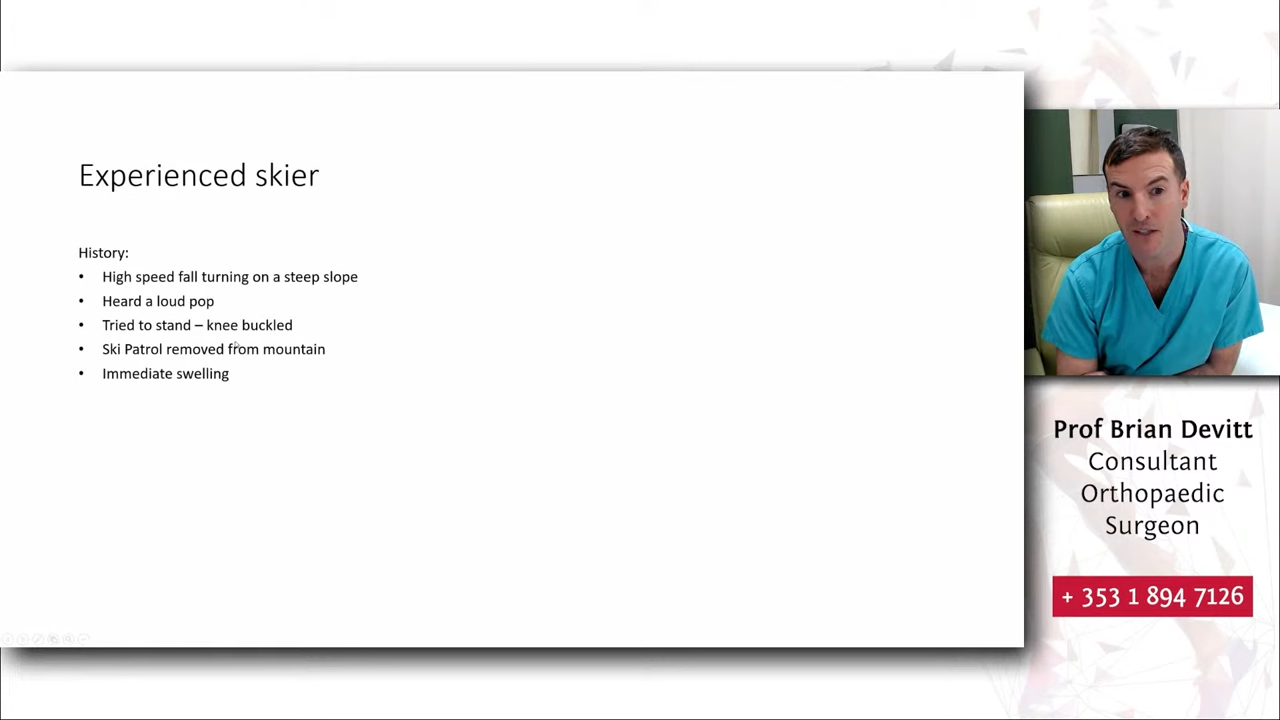 Experienced skier
History:
• High speed fall turning on a steep slope
• Heard a loud pop
• Tried to stand – knee buckled
• Ski Patrol removed from mountain
• Immediate swelling
Prof Brian Devitt
Consultant
Orthopaedic
Surgeon
+ 353 1 894 7126